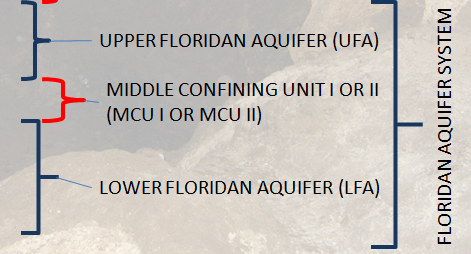 UPPER FLORIDAN AQUIFER (UFA)
MIDDLE CONFINING UNIT I OR II
(MCU I OR MCU II)
LOWER FLORIDAN AQUIFER (LFA)
FLORIDAN AQUIFER SYSTEM